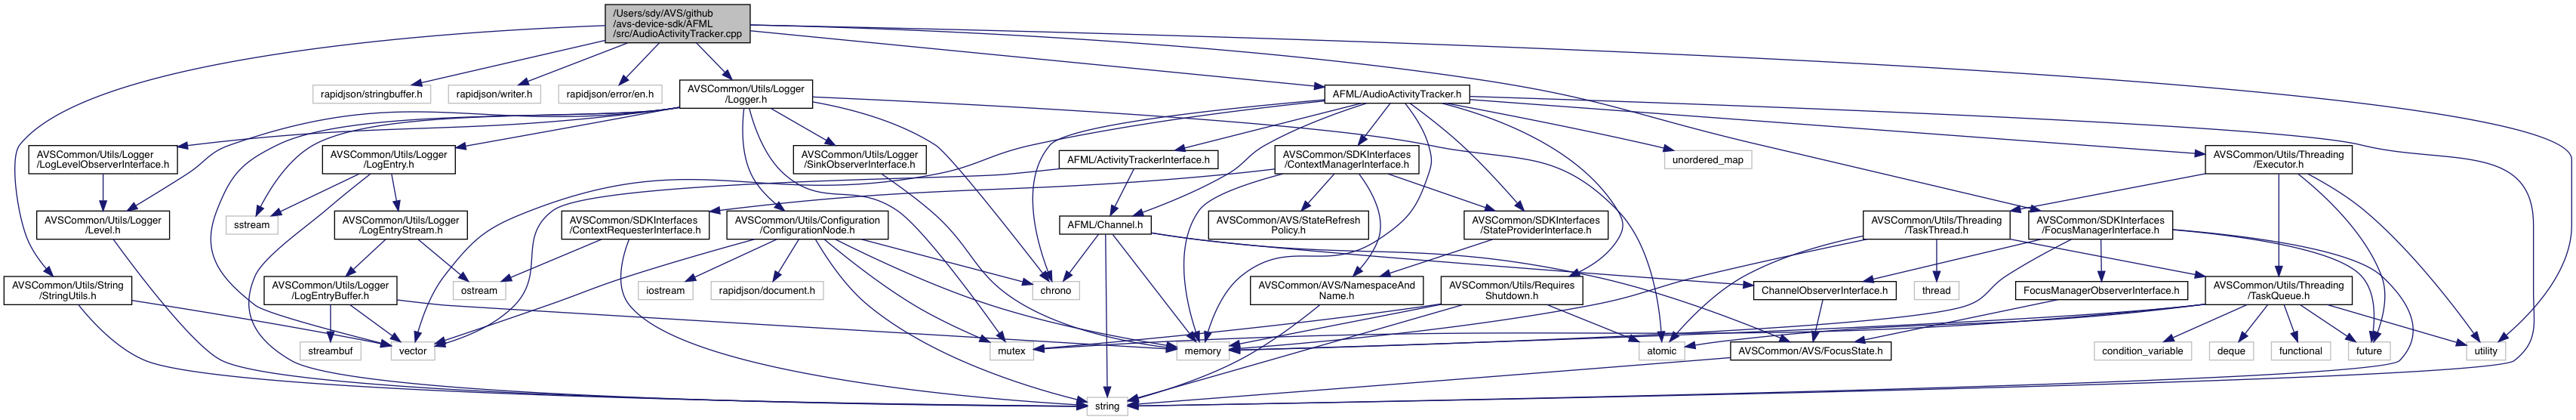 /Users/sdy/AVS/github
/avs-device-sdk/AFML
/src/AudioActivityTracker.cpp
rapidjson/stringbuffer.h
rapidjson/writer.h
rapidjson/error/en.h
AVSCommon/Utils/Logger
/Logger.h
AFML/AudioActivityTracker.h
AVSCommon/Utils/Logger
/LogLevelObserverInterface.h
AVSCommon/Utils/Logger
/LogEntry.h
AVSCommon/Utils/Logger
/SinkObserverInterface.h
AFML/ActivityTrackerInterface.h
AVSCommon/SDKInterfaces
/ContextManagerInterface.h
unordered_map
AVSCommon/Utils/Threading
/Executor.h
AVSCommon/Utils/Logger
/Level.h
sstream
AVSCommon/Utils/Logger
/LogEntryStream.h
AVSCommon/SDKInterfaces
/ContextRequesterInterface.h
AVSCommon/Utils/Configuration
/ConfigurationNode.h
AFML/Channel.h
AVSCommon/AVS/StateRefresh
Policy.h
AVSCommon/SDKInterfaces
/StateProviderInterface.h
AVSCommon/Utils/Threading
/TaskThread.h
AVSCommon/SDKInterfaces
/FocusManagerInterface.h
AVSCommon/Utils/String
/StringUtils.h
AVSCommon/Utils/Logger
/LogEntryBuffer.h
ostream
iostream
rapidjson/document.h
chrono
AVSCommon/AVS/NamespaceAnd
Name.h
AVSCommon/Utils/Requires
Shutdown.h
ChannelObserverInterface.h
thread
FocusManagerObserverInterface.h
AVSCommon/Utils/Threading
/TaskQueue.h
streambuf
vector
mutex
memory
atomic
AVSCommon/AVS/FocusState.h
condition_variable
deque
functional
future
utility
string